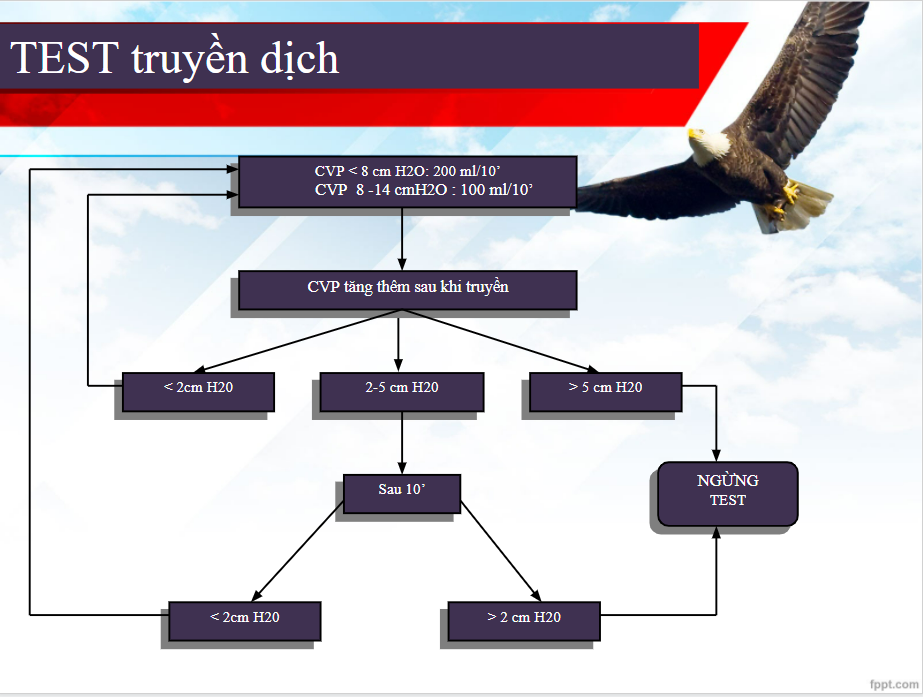 TEST truyền dịch
CVP < 8 cm H2O: 200 ml/10’
CVP 8 -14 cmH2O : 100 ml/10’
CVP tăng thêm sau khi truyền
< 2cm H20
2-5 cm H20
> 5 cm H20
Sau 10’
NGỪNG
TEST
< 2cm H20
> 2 cm H20
fppt.com